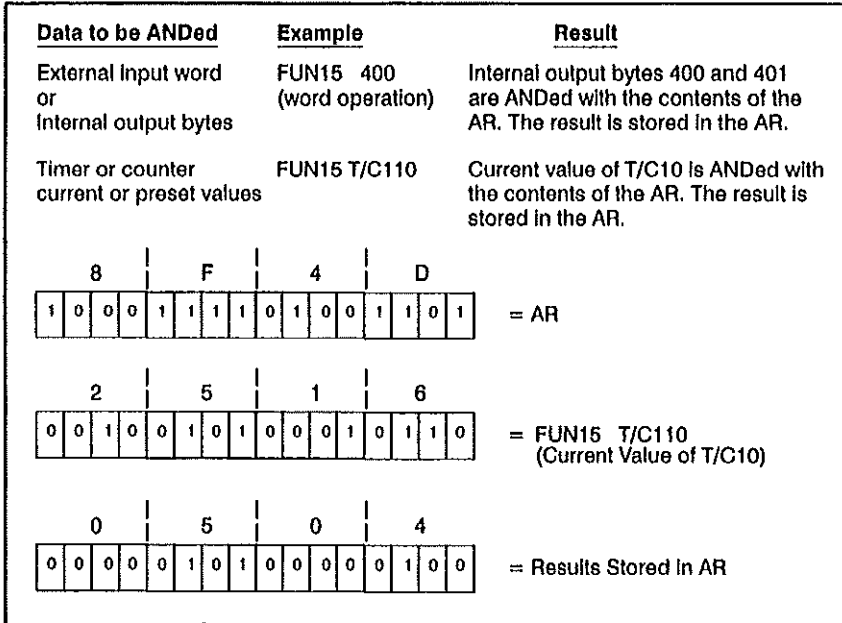 Data to be ANDed Example Result
External input word FUN15 400 Internal output bytes 400 and 401
or (word operation) are ANDed with the contents of the
Internal output bytes AR. The result is stored in the AR.
Timer or counter FUN15 T/C110 Current value of T/C10 is ANDed with
current or preset values the contents of the AR. The result is
stored in the AR.
8 F 4 D
1 0 0 0 1 1 1 1 0 1 0 0 1 1 0 1 = AR
2 5 1 6
0 0 1 0 0 1 0 1 0 0 0 1 0 1 1 0 = FUN15 T/C110
(Current Value of T/C10)
0 5 0 4
0 0 0 0 0 1 0 1 0 0 0 0 0 1 0 0 = Results Stored in AR